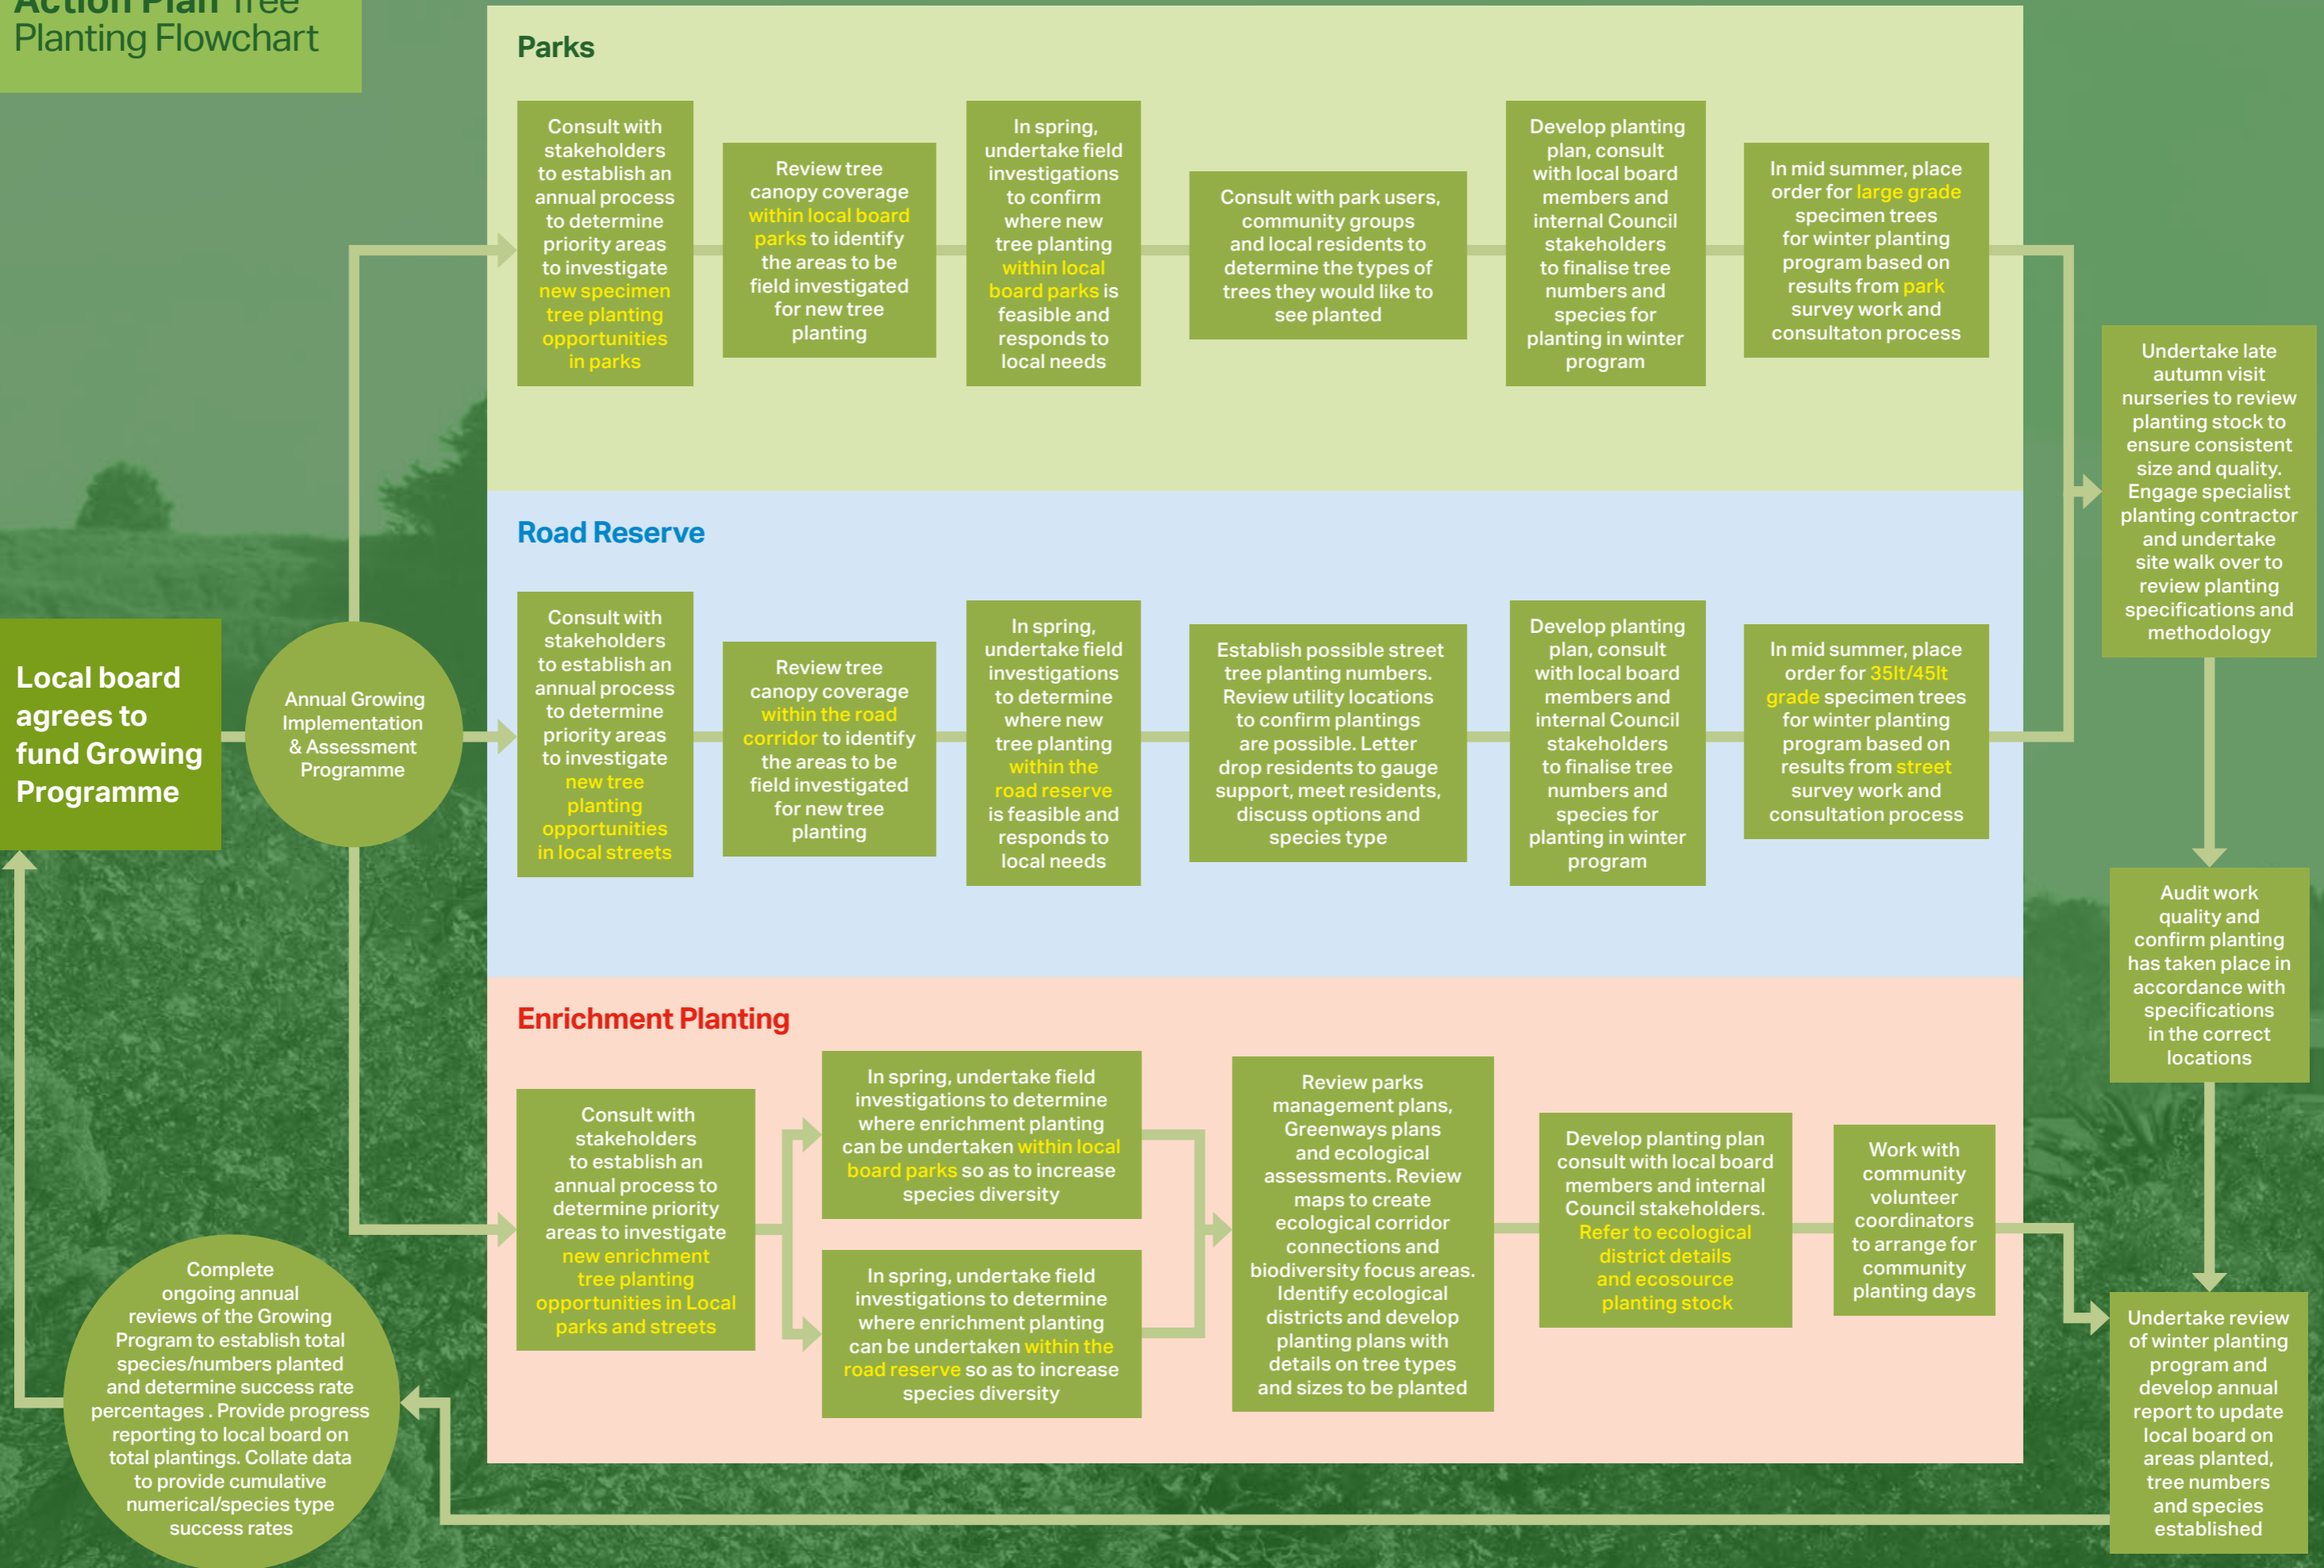 Action Plan Tree
Planting Flowchart
Local board
agrees to
fund Growing
Programme
Annual Growing
Implementation
& Assessment
Programme
Parks
Consult with
stakeholders
to establish an
annual process
to determine
priority areas
to investigate
new specimen
tree planting
opportunities
in parks
Review tree
canopy coverage
within local board
parks to identify
the areas to be
field investigated
for new tree
planting
In spring,
undertake field
investigations
to confirm
where new
tree planting
within local
board parks is
feasible and
responds to
local needs
Consult with park users,
community groups
and local residents to
determine the types of
trees they would like to
see planted
Develop planting
plan, consult
with local board
members and
internal Council
stakeholders
to finalise tree
numbers and
species for
planting in winter
program
In mid summer, place
order for large grade
specimen trees
for winter planting
program based on
results from park
survey work and
consultaton process
Road Reserve
Consult with
stakeholders
to establish an
annual process
to determine
priority areas
to investigate
new tree
planting
opportunities
in local streets
Review tree
canopy coverage
within the road
corridor to identify
the areas to be
field investigated
for new tree
planting
In spring,
undertake field
investigations
to determine
where new
tree planting
within the
road reserve
is feasible and
responds to
local needs
Establish possible street
tree planting numbers.
Review utility locations
to confirm plantings
are possible. Letter
drop residents to gauge
support, meet residents,
discuss options and
species type
Develop planting
plan, consult
with local board
members and
internal Council
stakeholders
to finalise tree
numbers and
species for
planting in winter
program
In mid summer, place
order for 35lt/45lt
grade specimen trees
for winter planting
program based on
results from street
survey work and
consultation process
Enrichment Planting
Consult with
stakeholders
to establish an
annual process to
determine priority
areas to investigate
new enrichment
tree planting
opportunities in Local
parks and streets
In spring, undertake field
investigations to determine
where enrichment planting
can be undertaken within local
board parks so as to increase
species diversity
In spring, undertake field
investigations to determine
where enrichment planting
can be undertaken within the
road reserve so as to increase
species diversity
Review parks
management plans,
Greenways plans
and ecological
assessments. Review
maps to create
ecological corridor
connections and
biodiversity focus areas.
Identify ecological
districts and develop
planting plans with
details on tree types
and sizes to be planted
Develop planting plan
consult with local board
members and internal
Council stakeholders.
Refer to ecological
district details
and ecosource
planting stock
Work with
community
volunteer
coordinators
to arrange for
community
planting days
Undertake late
autumn visit
nurseries to review
planting stock to
ensure consistent
size and quality.
Engage specialist
planting contractor
and undertake
site walk over to
review planting
specifications and
methodology
Audit work
quality and
confirm planting
has taken place in
accordance with
specifications
in the correct
locations
Undertake review
of winter planting
program and
develop annual
report to update
local board on
areas planted,
tree numbers
and species
established
Complete
ongoing annual
reviews of the Growing
Program to establish total
species/numbers planted
and determine success rate
percentages . Provide progress
reporting to local board on
total plantings. Collate data
to provide cumulative
numerical/species type
success rates